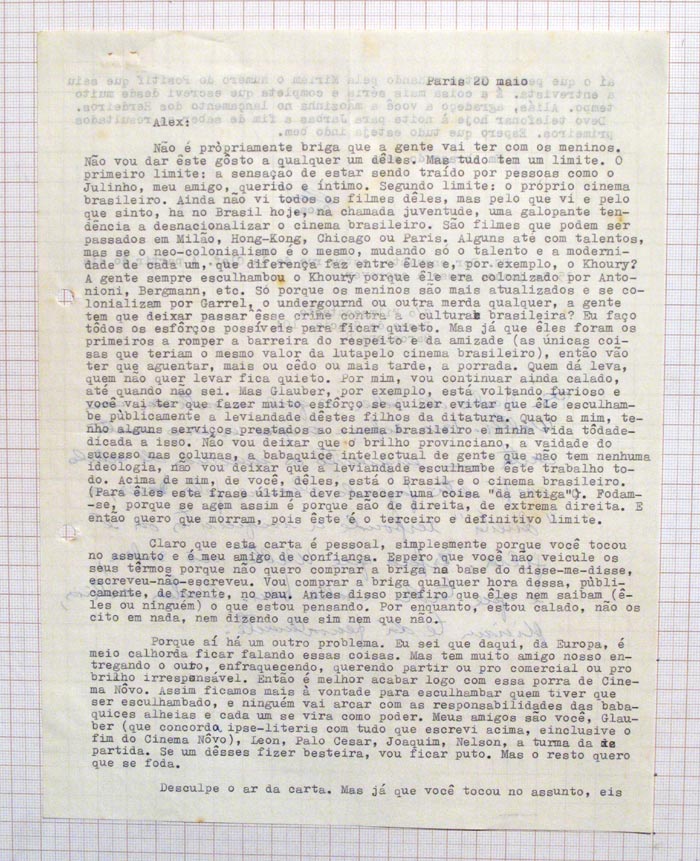 Paris 20 maio
Alex:
Não é pròpriamente briga que a gente vai ter com os meninos.
Não vou dar êste gôsto a qualquer um dêles. Mas tudo tem um limite. O
primeiro limite: a sensação de estar sendo traído por pessoas como o
Julinho, meu amigo, querido e íntimo. Segundo limite: o próprio cinema
brasileiro. Ainda não vi todos os filmes dêles, mas pelo que vi e pelo
que sinto, ha no Brasil hoje, na chamada juventude, uma galopante ten-
dência a desnacionalizar o cinema brasileiro. São filmes que podem ser
passados em Milão, Hong-Kong, Chicago ou Paris. Alguns até com talentos,
mas se o neo-colonialismo é o mesmo, mudando só o talento e a moderni-
dade de cada um, que diferença faz entre êles e, por exemplo, o Khoury?
A gente sempre esculhambou o Khoury porque êle era colonizado por Anto-
nioni, Bergmann, etc. Só porque os meninos são mais atualizados e se co-
lonializam por Garrel, o undergournd ou outra merda qualquer, a gente
tem que deixar passar êsse crime contra a cultura brasileira? Eu faço
tôdos os esfôrços possíveis para ficar quieto. Mas já que êles foram os
primeiros a romper a barreira do respeito e da amizade (as únicas coi-
sas que teriam o mesmo valor da lutapelo cinema brasileiro), então vão
ter que aguentar, mais ou cêdo ou mais tarde, a porrada. Quem dá leva,
quem não quer levar fica quieto. Por mim, vou continuar ainda calado,
até quando não sei. Mas Glauber, por exemplo, está voltando furioso e
você vai ter que fazer muito esfôrço se quizer evitar que êle esculham-
be pùblicamente a leviandade dêstes filhos da ditatura. Quato a mim, te-
nho alguns serviços prestados ao cinema brasileiro e minha vida tôdade-
dicada a isso. Não vou deixar que o brilho provinciano, a vaidade do
sucesso nas colunas, a babaquice intelectual de gente que não tem nenhuma
ideologia, não vou deixar que a leviandade esculhambe êste trabalho to-
do. Acima de mim, de você, dêles, está o Brasil e o cinema brasileiro.
(Para êles esta frase última deve parecer uma coisa "da antiga"). Fodam-
-se, porque se agem assim é porque são de direita, de extrema direita. E
então quero que morram, pois êste é o terceiro e definitivo limite.
Claro que esta carta é pessoal, simplesmente porque você tocou
no assunto e é meu amigo de confiança. Espero que você não veicule os
seus têrmos porque não quero comprar a briga na base do disse-me-disse,
escreveu-não-escreveu. Vou comprar a briga qualquer hora dessa, públi-
camente, de frente, no pau. Antes disso prefiro que êles nem saibam (ê-
les ou ninguém) o que estou pensando. Por enquanto, estou calado, não os
cito em nada, nem dizendo que sim nem que não.
Porque aí há um outro problema. Eu sei que daqui, da Europa, é
meio calhorda ficar falando essas coisas. Mas tem muito amigo nosso en-
tregando o ouro, enfraquecendo, querendo partir ou pro comercial ou pro
brilho irresponsável. Então é melhor acabar logo com essa porra de Cine-
ma Nôvo. Assim ficamos mais à vontade para esculhambar quem tiver que
ser esculhambado, e ninguém vai arcar com as responsabilidades das baba-
quices alheias e cada um se vira como poder. Meus amigos são você, Glau-
ber (que concorda ipse-literis com tudo que escrevi acima, einclusive o
fim do Cinema Nôvo), Leon, Palo Cesar, Joaquim, Nelson, a turma da
partida. Se um dêsses fizer besteira, vou ficar puto. Mas o resto quero
que se foda.
Desculpe o ar da carta. Mas já que você tocou no assunto, eis